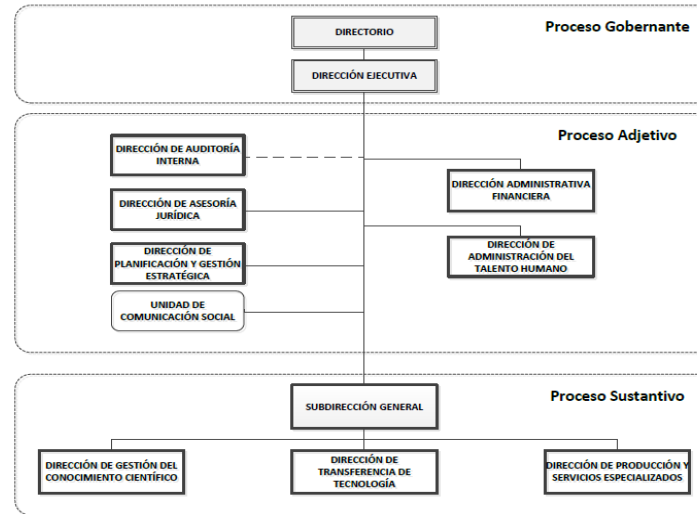 Proceso Gobernante
DIRECTORIO
DIRECCIÓN EJECUTIVA
Proceso Adjetivo
DIRECCIÓN DE AUDITORÍA
INTERNA
DIRECCIÓN ADMINISTRATIVA
FINANCIERA
DIRECCIÓN DE ASESORÍA
JURÍDICA
DIRECCIÓN DE
PLANIFICACIÓN Y GESTIÓN
ESTRATÉGICA
DIRECCIÓN DE
ADMINISTRACIÓN DEL
TALENTO HUMANO
UNIDAD DE
COMUNICACIÓN SOCIAL
Proceso Sustantivo
SUBDIRECCIÓN GENERAL
DIRECCIÓN DE GESTIÓN DEL
CONOCIMIENTO CIENTÍFICO
DIRECCIÓN DE
TRANSFERENCIA DE
TECNOLOGÍA
DIRECCIÓN DE PRODUCCIÓN Y
SERVICIOS ESPECIALIZADOS